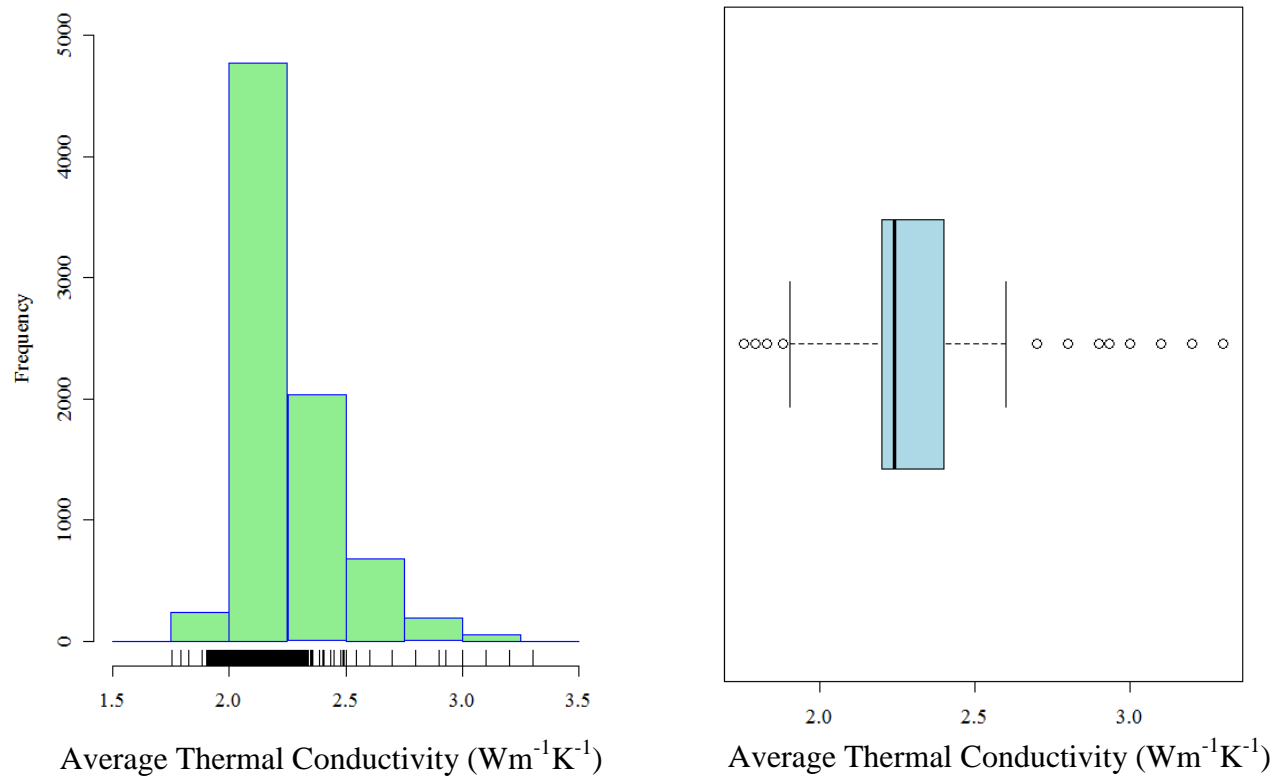 5000
4000
3000
2000
1000
0
Frequency
1.5 2.0 2.5 3.0 3.5
Average Thermal Conductivity (Wm⁻¹K⁻¹)
2.0 2.5 3.0
Average Thermal Conductivity (Wm⁻¹K⁻¹)